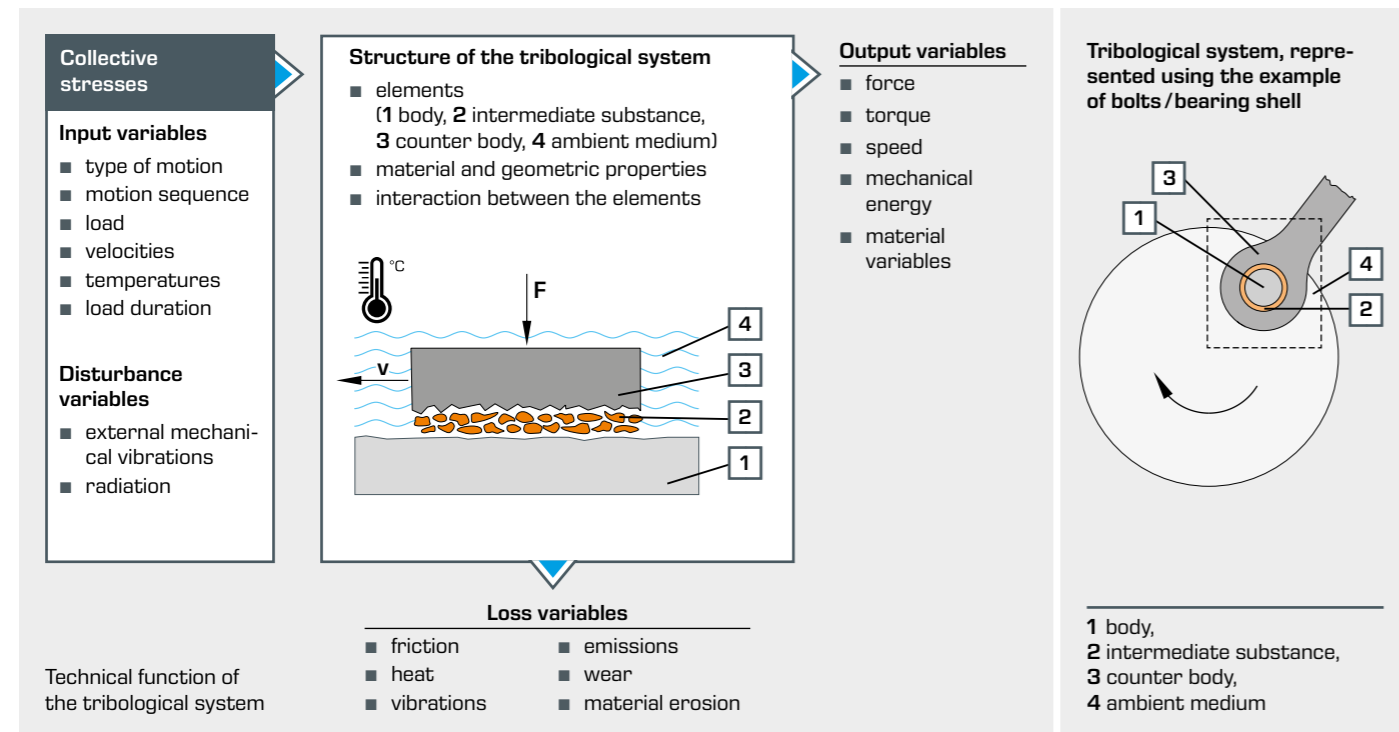 Collective
stresses
Input variables
■ type of motion
■ motion sequence
■ load
■ velocities
■ temperatures
■ load duration
Disturbance
variables
■ external mechani-
cal vibrations
■ radiation
Technical function of
the tribological system
Structure of the tribological system
■ elements
(1 body, 2 intermediate substance,
3 counter body, 4 ambient medium)
■ material and geometric properties
■ interaction between the elements
°C
F
v
4
3
2
1
Loss variables
■ friction
■ heat
■ vibrations
■ emissions
■ wear
■ material erosion
Output variables
■ force
■ torque
■ speed
■ mechanical
energy
■ material
variables
Tribological system, repre-
sented using the example
of bolts/bearing shell
3
1
4
2
1 body,
2 intermediate substance,
3 counter body,
4 ambient medium